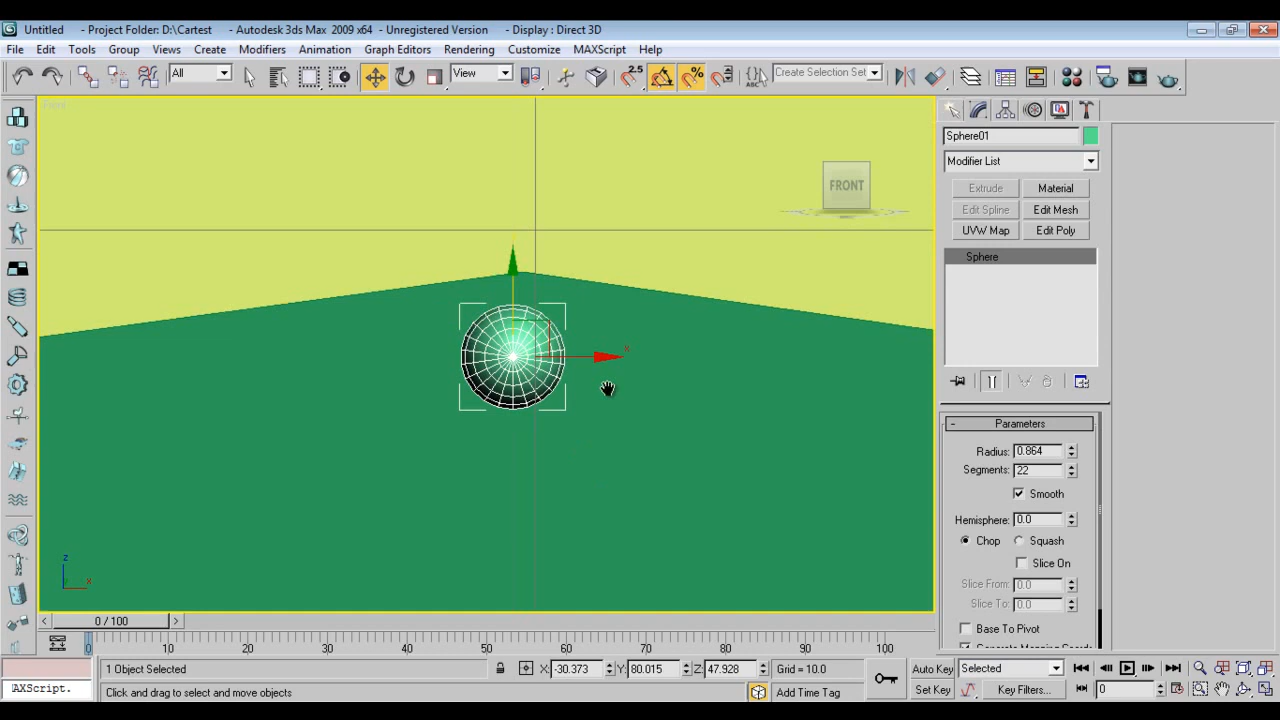 Untitled - Project Folder: D:\Cartest - Autodesk 3ds Max 2009 x64 - Unregistered Version - Display : Direct 3D
File Edit Tools Group Views Create Modifiers Animation Graph Editors Rendering Customize MAXScript Help
All View 2.5 Create Selection Set
Front
FRONT
x
z
x
Sphere01
Modifier List
Extrude Material
Edit Spline Edit Mesh
UVW Map Edit Poly
Sphere
- Parameters
Radius: 0.864
Segments: 22
Smooth
Hemisphere: 0.0
Chop Squash
Slice On
Slice From: 0.0
Slice To: 0.0
Base To Pivot
< 0 / 100 >
0 10 20 30 40 50 60 70 80 90 100
1 Object Selected X: -30.373 Y: 80.015 Z: 47.928 Grid = 10.0 Auto Key Selected
AXScript. Click and drag to select and move objects Add Time Tag Set Key Key Filters... 0